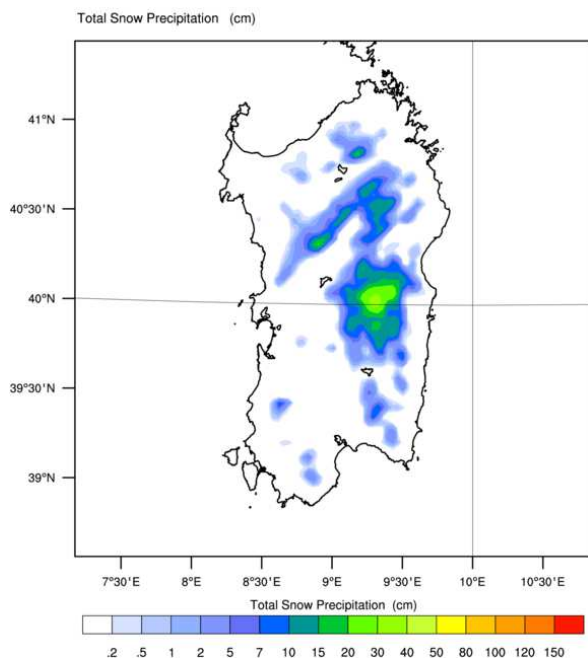 Total Snow Precipitation (cm)
41°N
40°30'N
40°N
39°30'N
39°N
7°30'E 8°E 8°30'E 9°E 9°30'E 10°E 10°30'E
Total Snow Precipitation (cm)
.2 .5 1 2 5 7 10 15 20 30 40 50 80 100 120 150